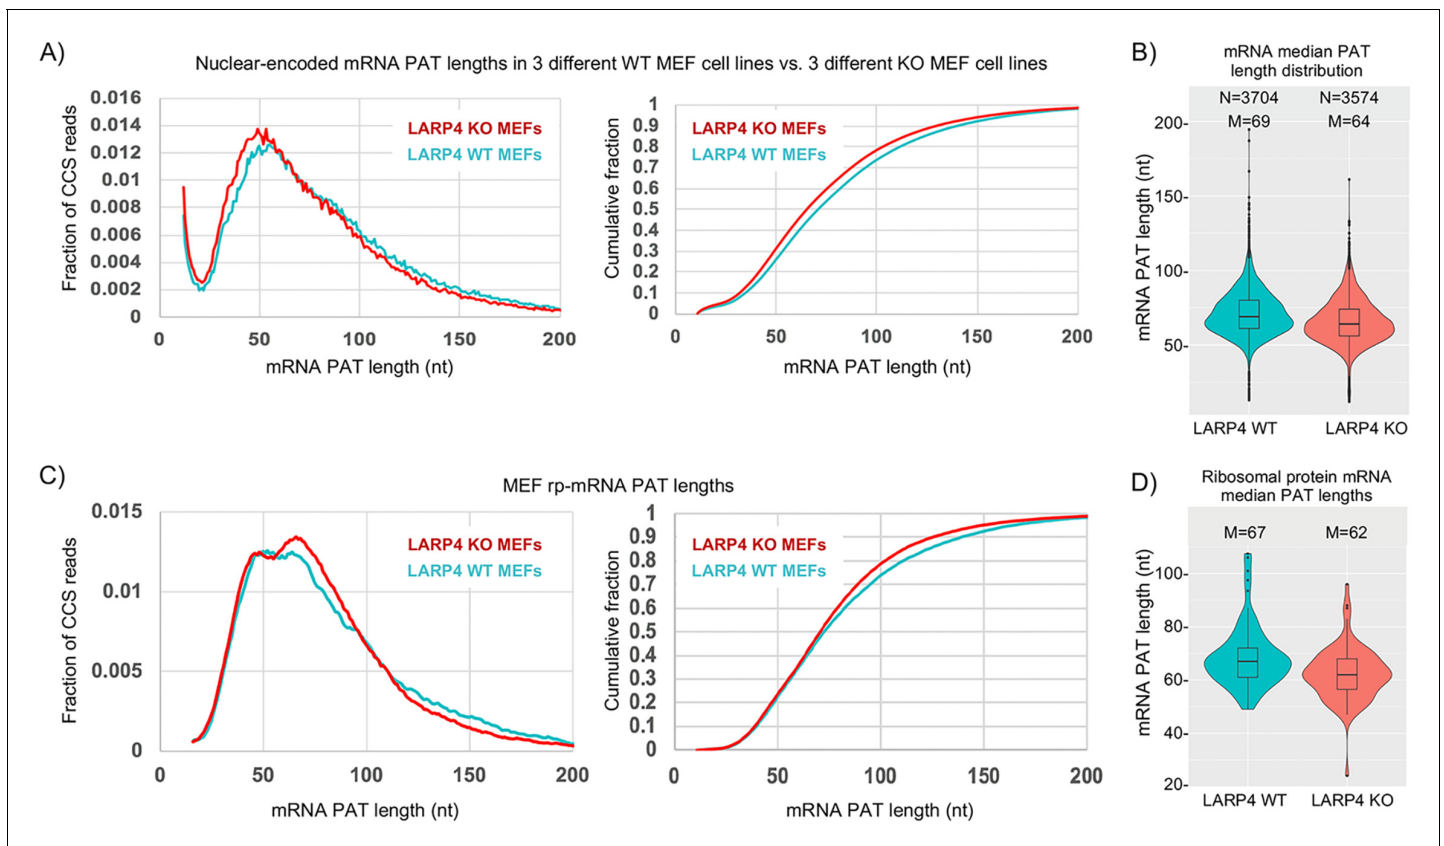 A)
Nuclear-encoded mRNA PAT lengths in 3 different WT MEF cell lines vs. 3 different KO MEF cell lines
0.016
0.014
0.012
0.01
0.008
0.006
0.004
0.002
0
Fraction of CCS reads
LARP4 KO MEFs
LARP4 WT MEFs
0 50 100 150 200
mRNA PAT length (nt)
1
0.9
0.8
0.7
0.6
0.5
0.4
0.3
0.2
0.1
0
Cumulative fraction
LARP4 KO MEFs
LARP4 WT MEFs
0 50 100 150 200
mRNA PAT length (nt)
B)
mRNA median PAT
length distribution
N=3704 N=3574
M=69 M=64
200-
150-
100-
50-
mRNA PAT length (nt)
LARP4 WT LARP4 KO
C)
MEF rp-mRNA PAT lengths
0.015
0.01
0.005
0
Fraction of CCS reads
LARP4 KO MEFs
LARP4 WT MEFs
0 50 100 150 200
mRNA PAT length (nt)
1
0.9
0.8
0.7
0.6
0.5
0.4
0.3
0.2
0.1
0
Cumulative fraction
LARP4 KO MEFs
LARP4 WT MEFs
0 50 100 150 200
mRNA PAT length (nt)
D)
Ribosomal protein mRNA
median PAT lengths
M=67 M=62
100-
80-
60-
40-
20-
mRNA PAT length (nt)
LARP4 WT LARP4 KO